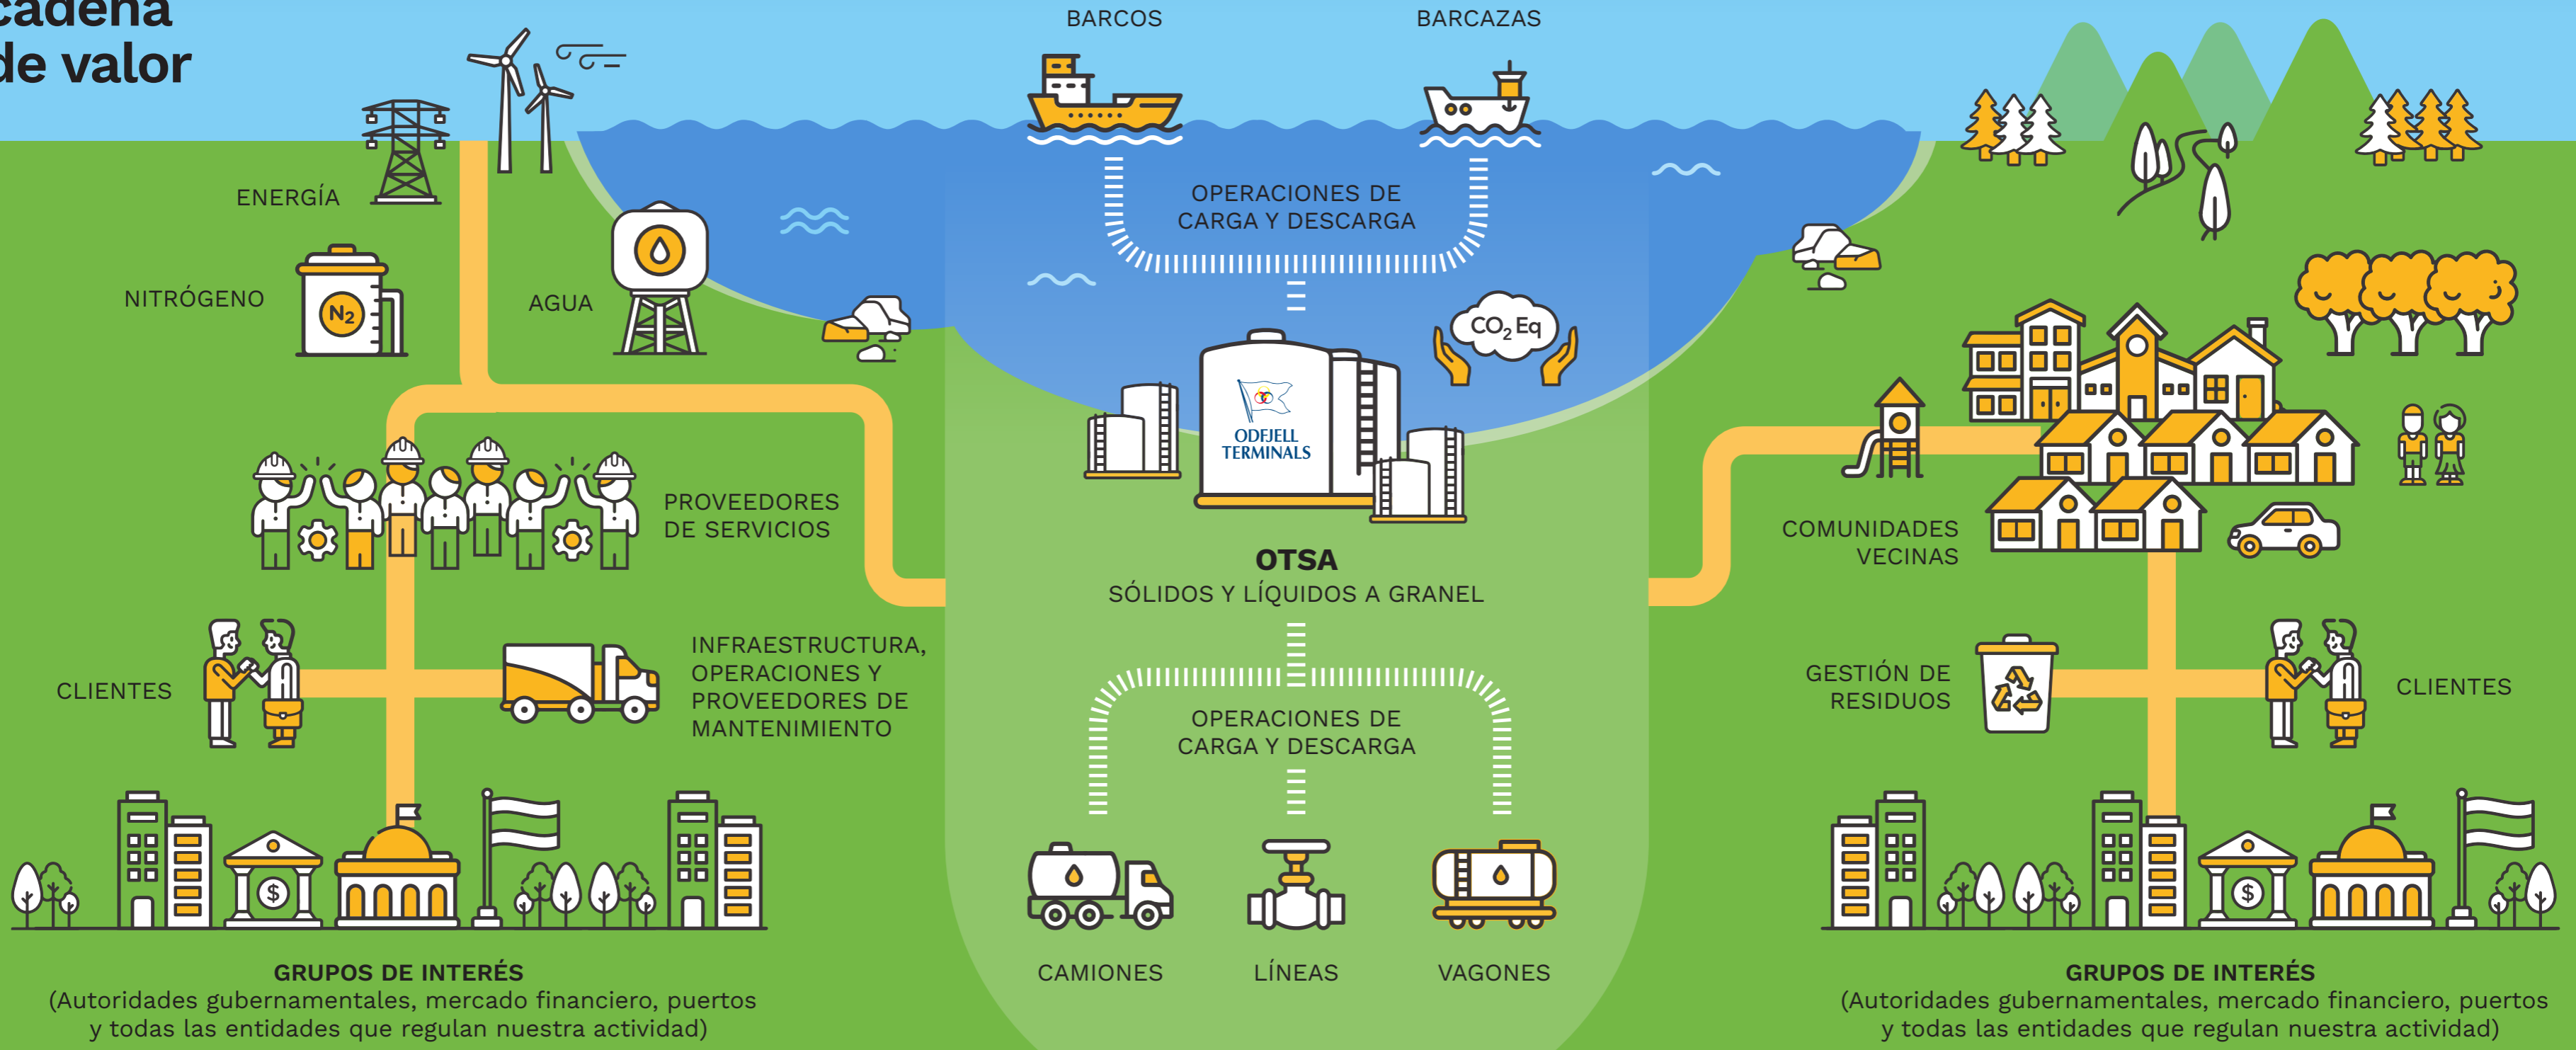 cadena
de valor
BARCOS
BARCAZAS
OPERACIONES DE
CARGA Y DESCARGA
ENERGÍA
NITRÓGENO
N2
AGUA
CO2 Eq
ODFJELL
TERMINALS
PROVEEDORES
DE SERVICIOS
OTSA
SÓLIDOS Y LÍQUIDOS A GRANEL
COMUNIDADES
VECINAS
CLIENTES
INFRAESTRUCTURA,
OPERACIONES Y
PROVEEDORES DE
MANTENIMIENTO
OPERACIONES DE
CARGA Y DESCARGA
GESTIÓN DE
RESIDUOS
CLIENTES
$
$
CAMIONES
LÍNEAS
VAGONES
GRUPOS DE INTERÉS
(Autoridades gubernamentales, mercado financiero, puertos
y todas las entidades que regulan nuestra actividad)
GRUPOS DE INTERÉS
(Autoridades gubernamentales, mercado financiero, puertos
y todas las entidades que regulan nuestra actividad)